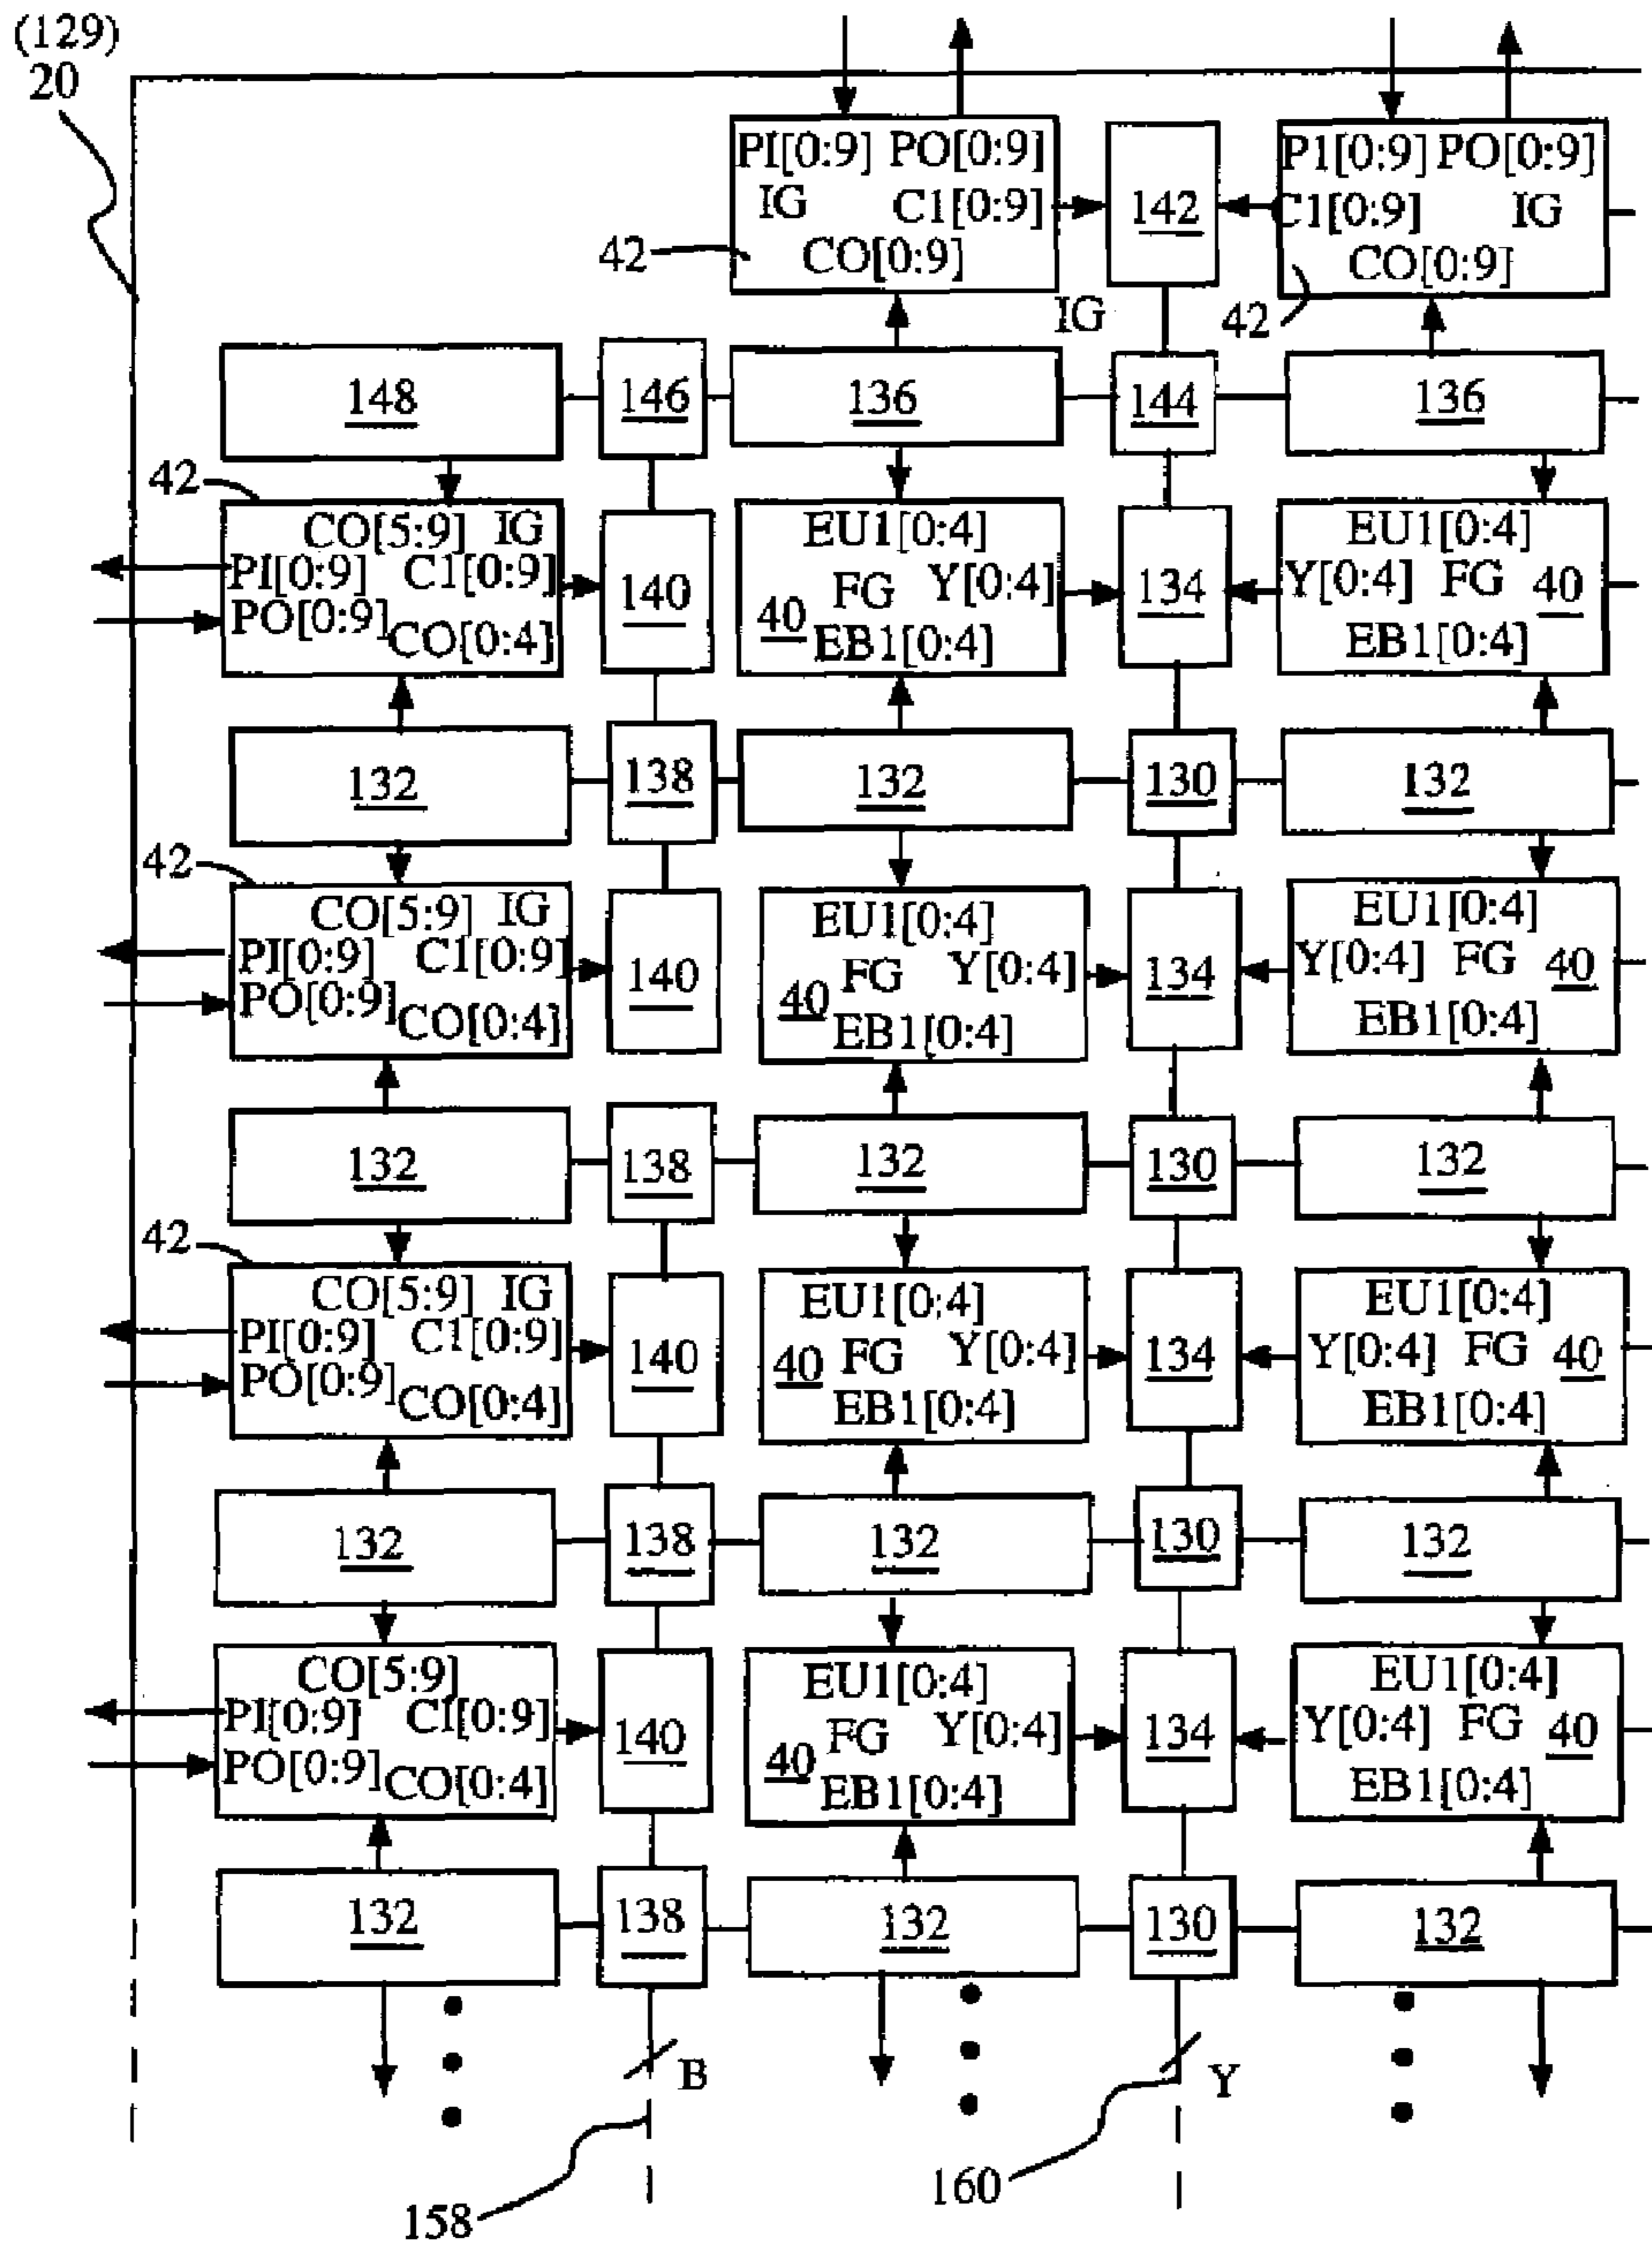 (129)
20
PI[0:9] PO[0:9]
IG C1[0:9]
CO[0:9]
42
142
P1[0:9] PO[0:9]
C1[0:9] IG
CO[0:9]
42
IG
148
146
136
144
136
42
CO[5:9] IG
PI[0:9] C1[0:9]
PO[0:9]
CO[0:4]
140
EU1[0:4]
FG Y[0:4]
40
EB1[0:4]
134
EU1[0:4]
Y[0:4] FG 40
EB1[0:4]
132
138
132
130
132
42
CO[5:9] IG
PI[0:9] C1[0:9]
PO[0:9]
CO[0:4]
140
EU1[0:4]
FG Y[0:4]
40
EB1[0:4]
134
EU1[0:4]
Y[0:4] FG 40
EB1[0:4]
132
138
132
130
132
42
CO[5:9] IG
PI[0:9] C1[0:9]
PO[0:9]
CO[0:4]
140
EU1[0:4]
40 FG Y[0:4]
EB1[0:4]
134
EU1[0:4]
Y[0:4] FG 40
EB1[0:4]
132
138
132
130
132
CO[5:9]
PI[0:9] CI[0:9]
PO[0:9]
CO[0:4]
140
EU1[0:4]
FG Y[0:4]
40
EB1[0:4]
134
EU1[0:4]
Y[0:4] FG 40
EB1[0:4]
132
138
132
130
132
B
Y
158
160